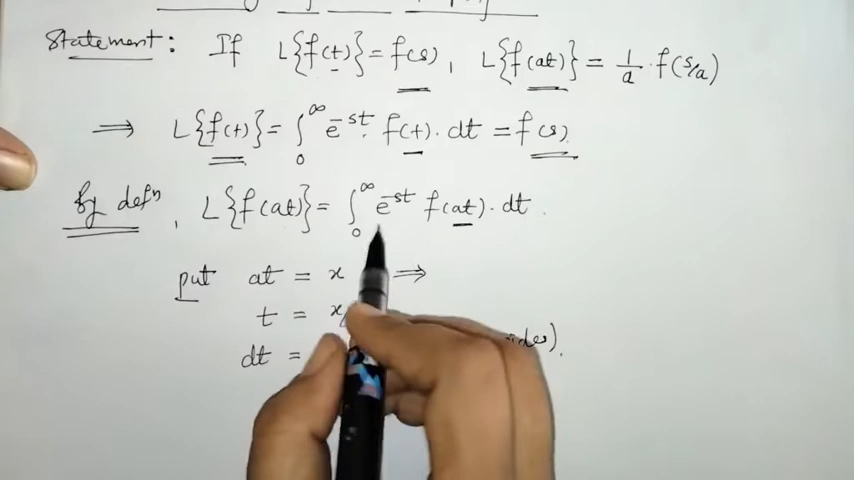 Statement: If L{f(t)} = f(s), L{f(at)} = 1/a · f(s/a)
⇒ L{f(t)} = ∫₀^∞ e^-st · f(t) · dt = f(s).
By defn, L{f(at)} = ∫₀^∞ e^-st f(at) · dt.
put at = x ⇒
t = x/
dt =